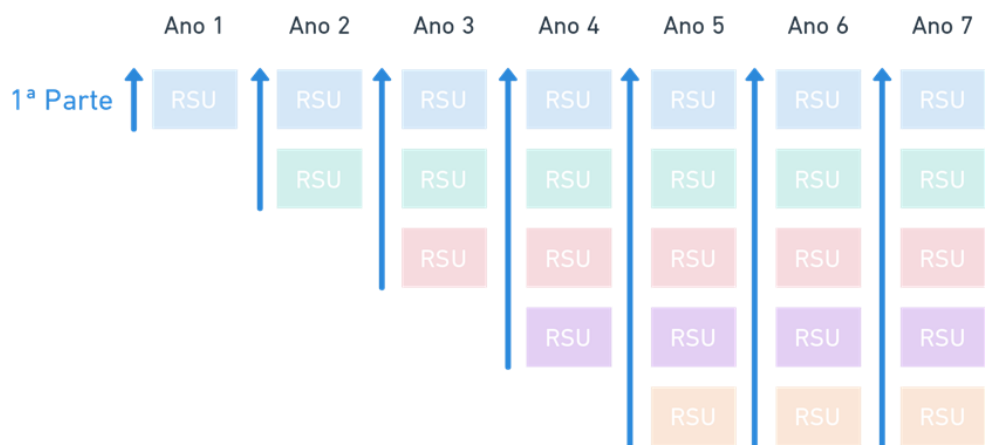 Ano 1 Ano 2 Ano 3 Ano 4 Ano 5 Ano 6 Ano 7
1ª Parte RSU RSU RSU RSU RSU RSU RSU
RSU RSU RSU RSU RSU RSU
RSU RSU RSU RSU RSU
RSU RSU RSU RSU
RSU RSU RSU